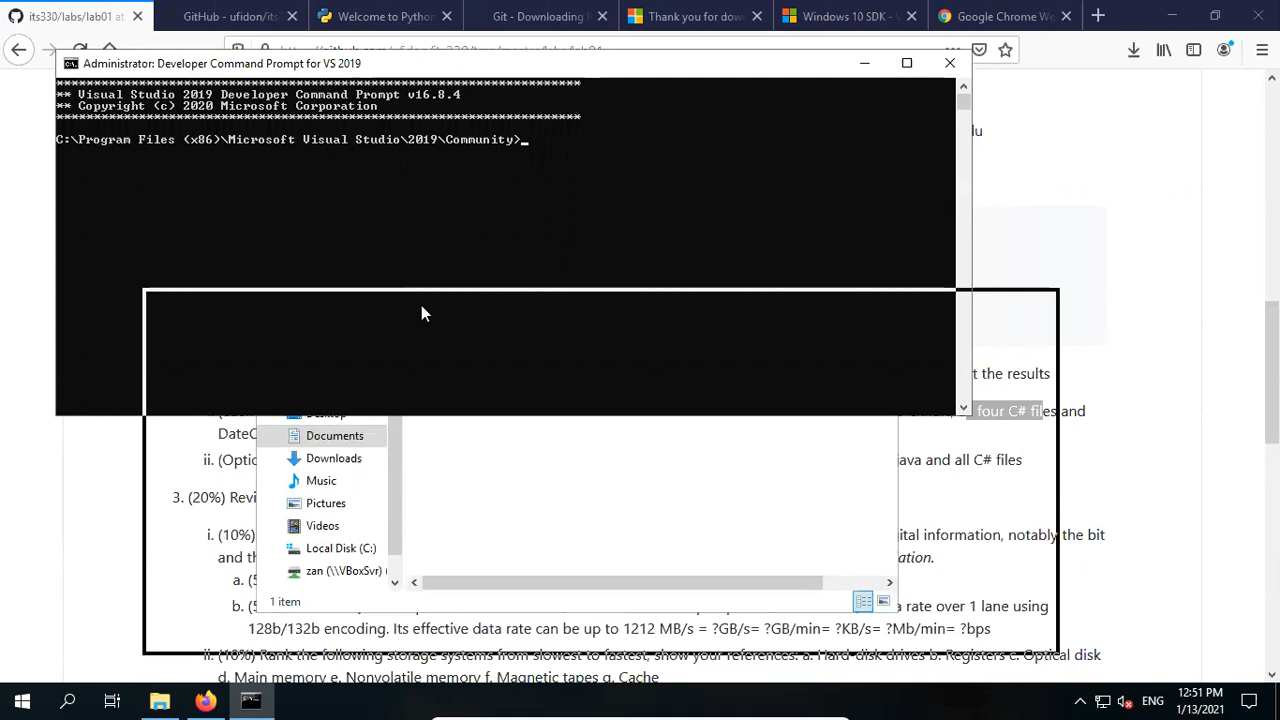 its330/labs/lab01 at
GitHub - ufidon/its
Welcome to Python
Git - Downloading P
Thank you for dow
Windows 10 SDK -
Google Chrome We
Administrator: Developer Command Prompt for VS 2019
**********************************************************************
** Visual Studio 2019 Developer Command Prompt v16.8.4
** Copyright (c) 2020 Microsoft Corporation
**********************************************************************
C:\Program Files (x86)\Microsoft Visual Studio\2019\Community>_
du
t the results
four C# files and
DateC
ii. (Optio
java and all C# files
3. (20%) Revi
i. (10%)
gital information, notably the bit
and th
ation.
a. (5
b. (5
a rate over 1 lane using
128b/132b encoding. Its effective data rate can be up to 1212 MB/s = ?GB/s= ?GB/min= ?KB/s= ?Mb/min= ?bps
ii. (10%) Rank the following storage systems from slowest to fastest, show your references: a. Hard-disk drives b. Registers c. Optical disk
d. Main memory e. Nonvolatile memory f. Magnetic tapes g. Cache
Desktop
Documents
Downloads
Music
Pictures
Videos
Local Disk (C:)
zan (\\VBoxSvr) (
1 item
ENG
12:51 PM
1/13/2021